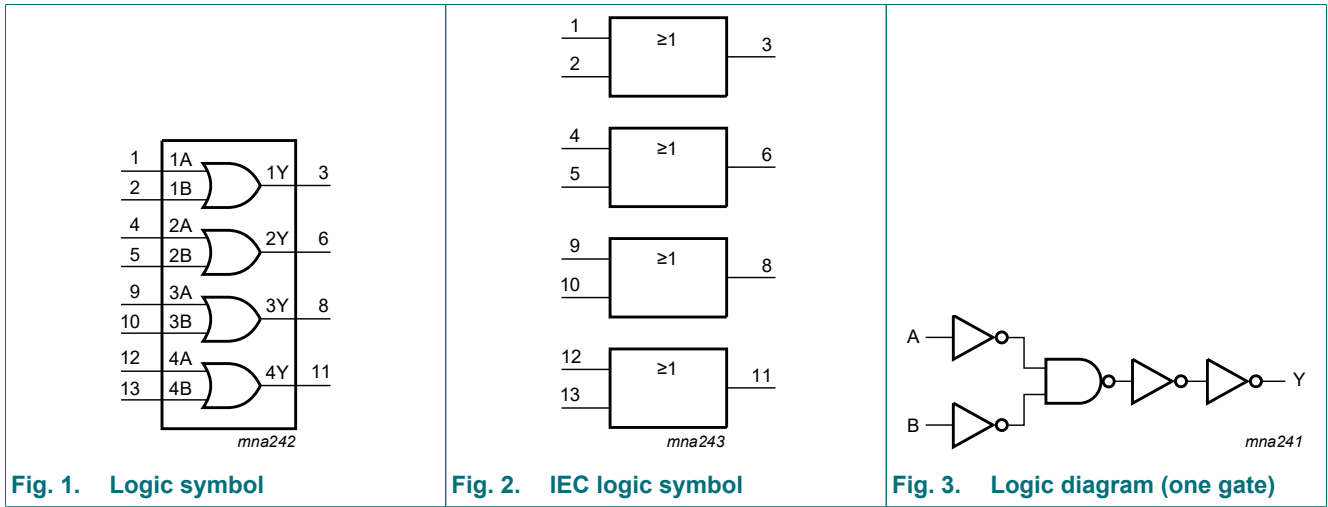 1 1A 1Y 3
2 1B
4 2A 2Y 6
5 2B
9 3A 3Y 8
10 3B
12 4A 4Y 11
13 4B
mna242
Fig. 1. Logic symbol
1 ≥1 3
2
4 ≥1 6
5
9 ≥1 8
10
12 ≥1 11
13
mna243
Fig. 2. IEC logic symbol
A
Y
B
mna241
Fig. 3. Logic diagram (one gate)